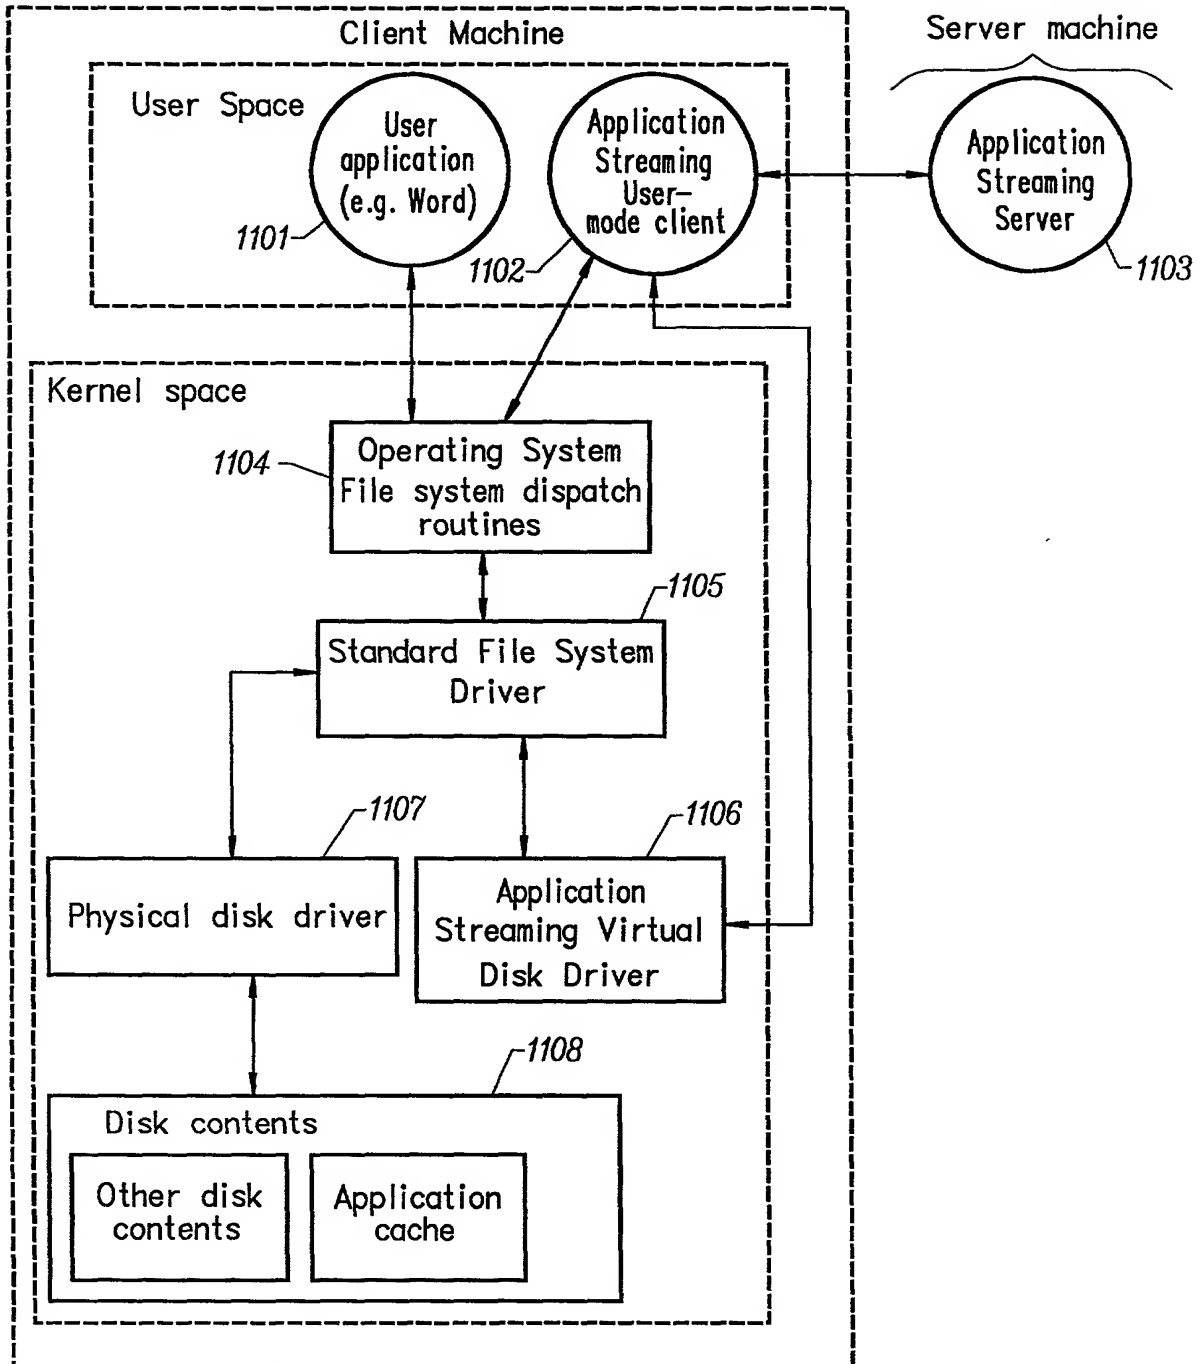 Client Machine
Server machine
User Space
User
application
(e.g. Word)
1101
Application
Streaming
User-
mode client
1102
Application
Streaming
Server
1103
Kernel space
1104
Operating System
File system dispatch
routines
1105
Standard File System
Driver
1107
Physical disk driver
1106
Application
Streaming Virtual
Disk Driver
1108
Disk contents
Other disk
contents
Application
cache